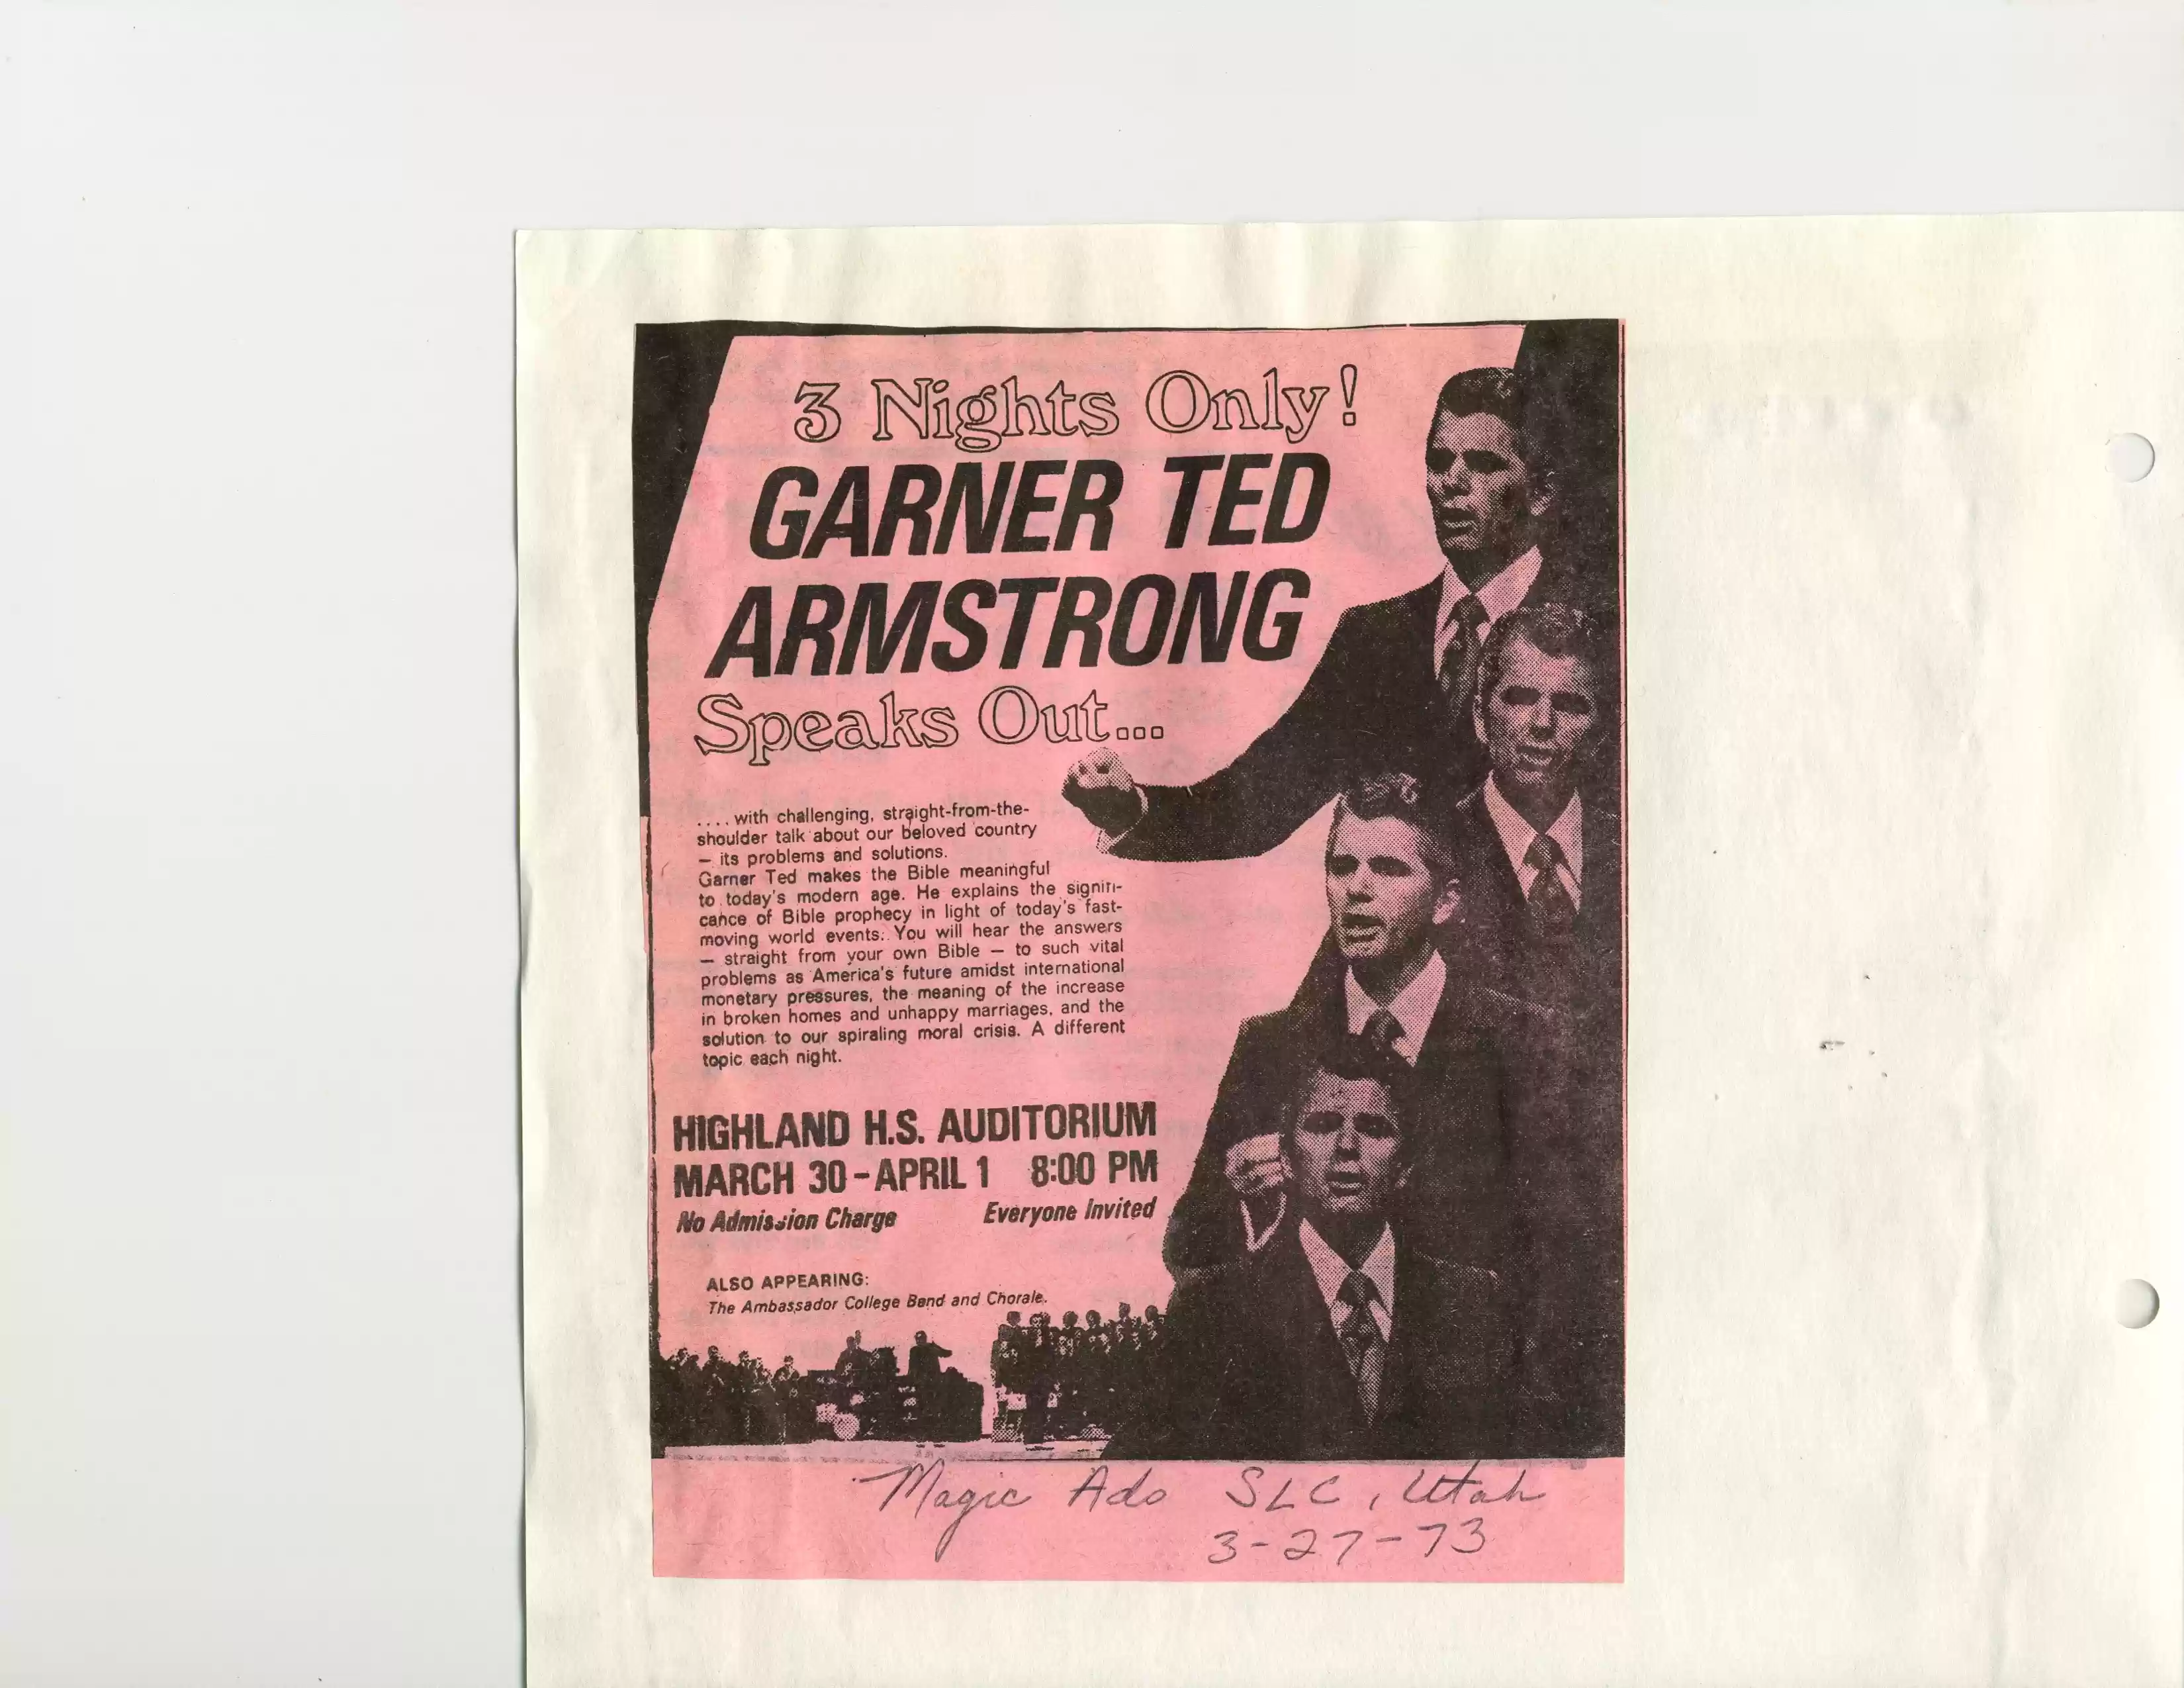 3 Nights Only!
GARNER TED
ARMSTRONG
Speaks Out...
.... with challenging, straight-from-the-
shoulder talk about our beloved country
— its problems and solutions.
Garner Ted makes the Bible meaningful
to today's modern age. He explains the signifi-
cance of Bible prophecy in light of today's fast-
moving world events. You will hear the answers
— straight from your own Bible — to such vital
problems as America's future amidst international
monetary pressures, the meaning of the increase
in broken homes and unhappy marriages, and the
solution to our spiraling moral crisis. A different
topic each night.
HIGHLAND H.S. AUDITORIUM
MARCH 30 - APRIL 1 8:00 PM
No Admission Charge Everyone Invited
ALSO APPEARING:
The Ambassador College Band and Chorale.
Magic Ads SLC, Utah
3-27-73